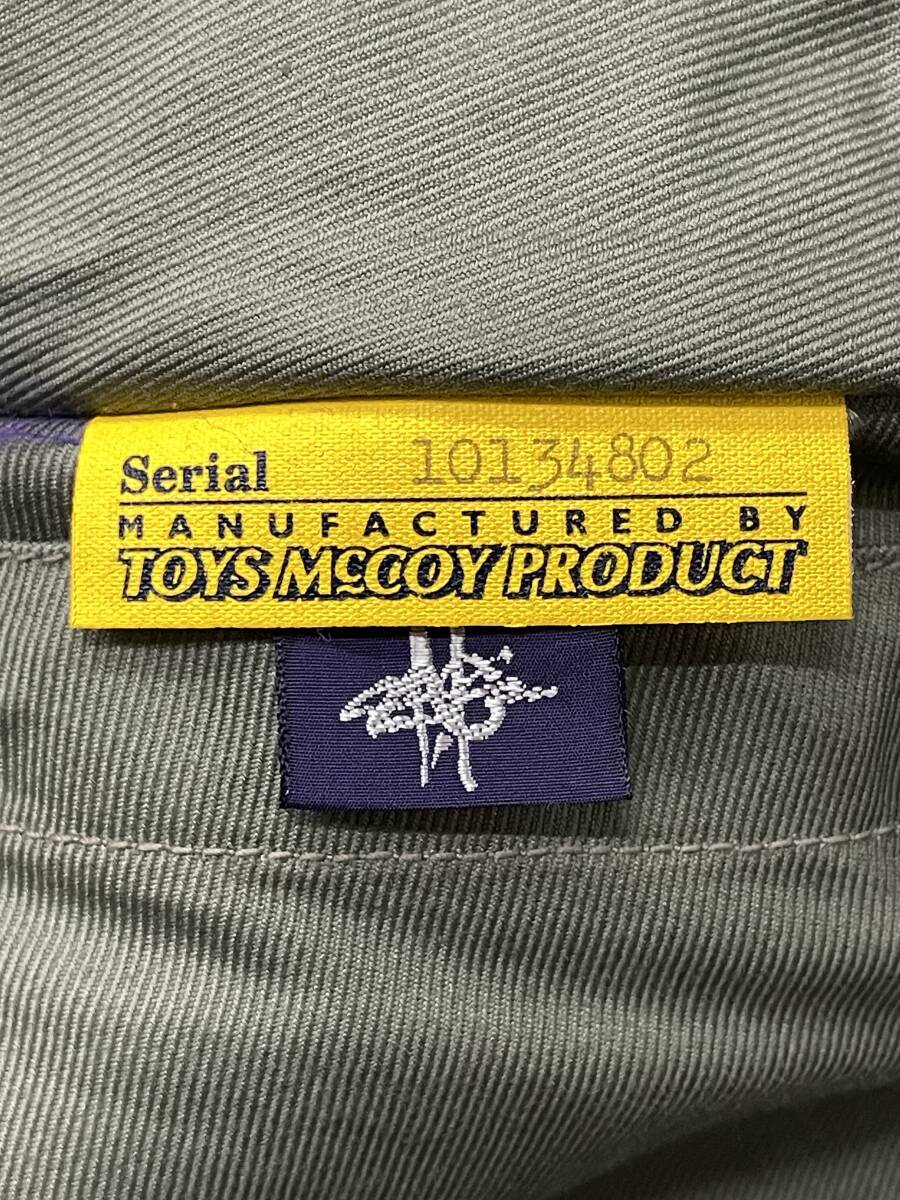 Serial 10134802
MANUFACTURED BY
TOYS McCOY PRODUCT